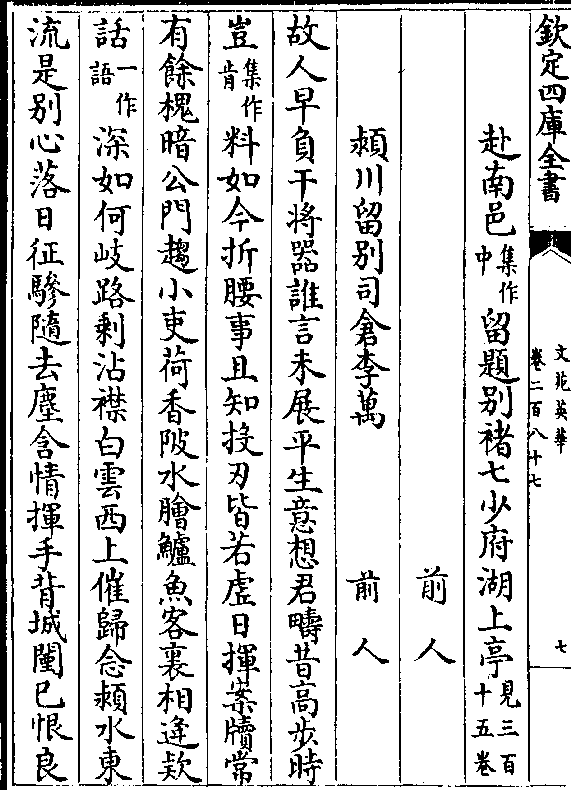 欽定四庫全書
文苑英華
卷二百八十七
七
赴南邑集作中留題别褚七少府湖上亭見三百十五卷
前人
潁川留别司倉李萬
前人
故人早負干將器誰言未展平生意想君疇昔高步時
豈集作肯料如今折腰事且知投刃皆若虛日揮案牘常
有餘槐暗公門趨小吏荷香陂水膾鱸魚客裏相逢欵
話一作語深如何岐路剰沾襟白雲西上催歸念潁水東
流是别心落日征驂隨去塵含情揮手背城闉已恨良